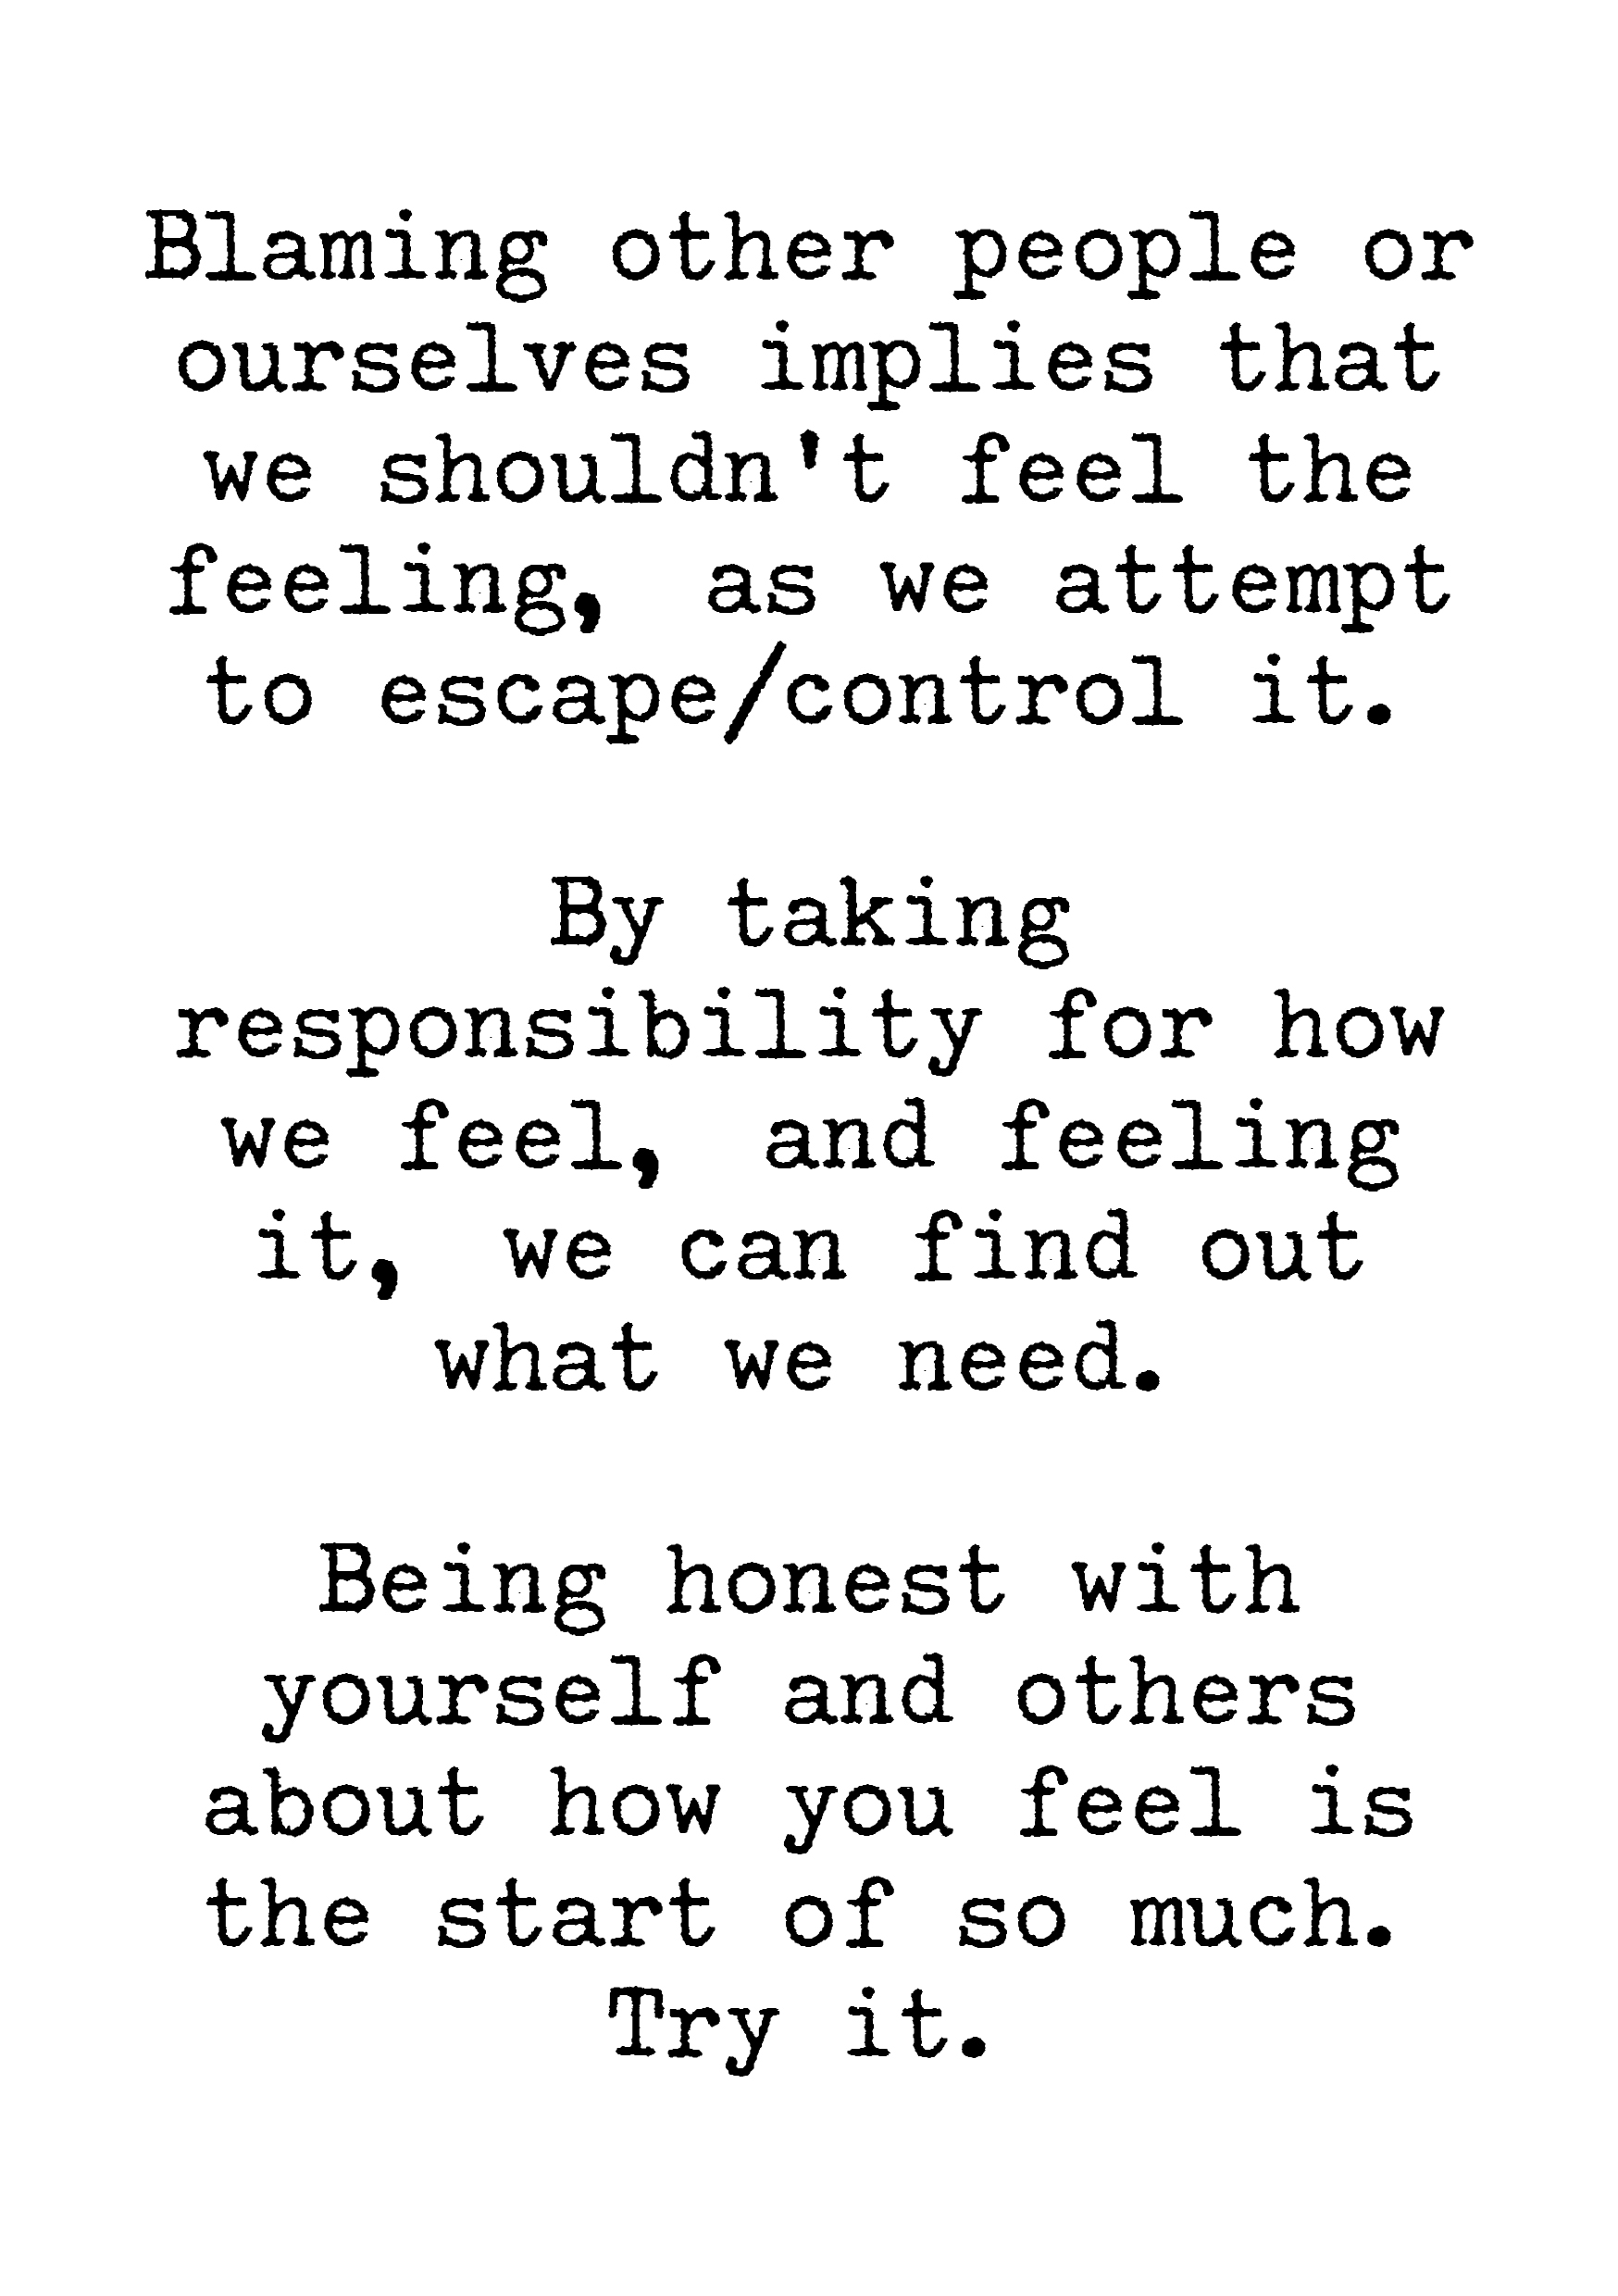 Blaming other people or
ourselves implies that
we shouldn't feel the
feeling, as we attempt
to escape/control it.
By taking
responsibility for how
we feel, and feeling
it, we can find out
what we need.
Being honest with
yourself and others
about how you feel is
the start of so much.
Try it.